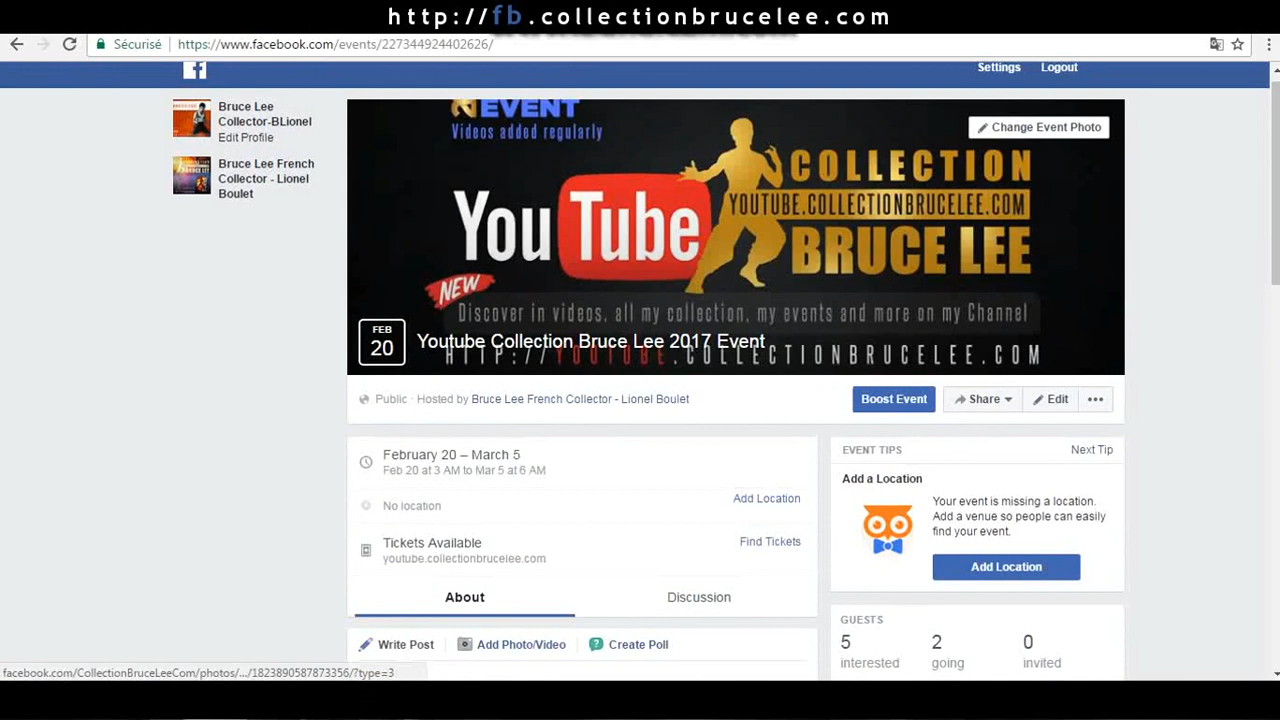 http://fb.collectionbrucelee.com
Sécurisé https://www.facebook.com/events/227344924402626/
Settings Logout
Bruce Lee
Collector-BLionel
Edit Profile
Bruce Lee French
Collector - Lionel
Boulet
EVENT
Videos added regularly
Change Event Photo
YouTube
COLLECTION
YOUTUBE.COLLECTIONBRUCELEE.COM
BRUCE LEE
NEW
Discover in videos, all my collection, my events and more on my Channel
FEB
20
Youtube Collection Bruce Lee 2017 Event
HTTP://YOUTUBE.COLLECTIONBRUCELEE.COM
Public · Hosted by Bruce Lee French Collector - Lionel Boulet
Boost Event Share Edit
February 20 – March 5
Feb 20 at 3 AM to Mar 5 at 6 AM
No location Add Location
Tickets Available Find Tickets
youtube.collectionbrucelee.com
About Discussion
Write Post Add Photo/Video Create Poll
EVENT TIPS Next Tip
Add a Location
Your event is missing a location.
Add a venue so people can easily
find your event.
Add Location
GUESTS
5 2 0
interested going invited
facebook.com/CollectionBruceLeeCom/photos/.../1823890587873356/?type=3